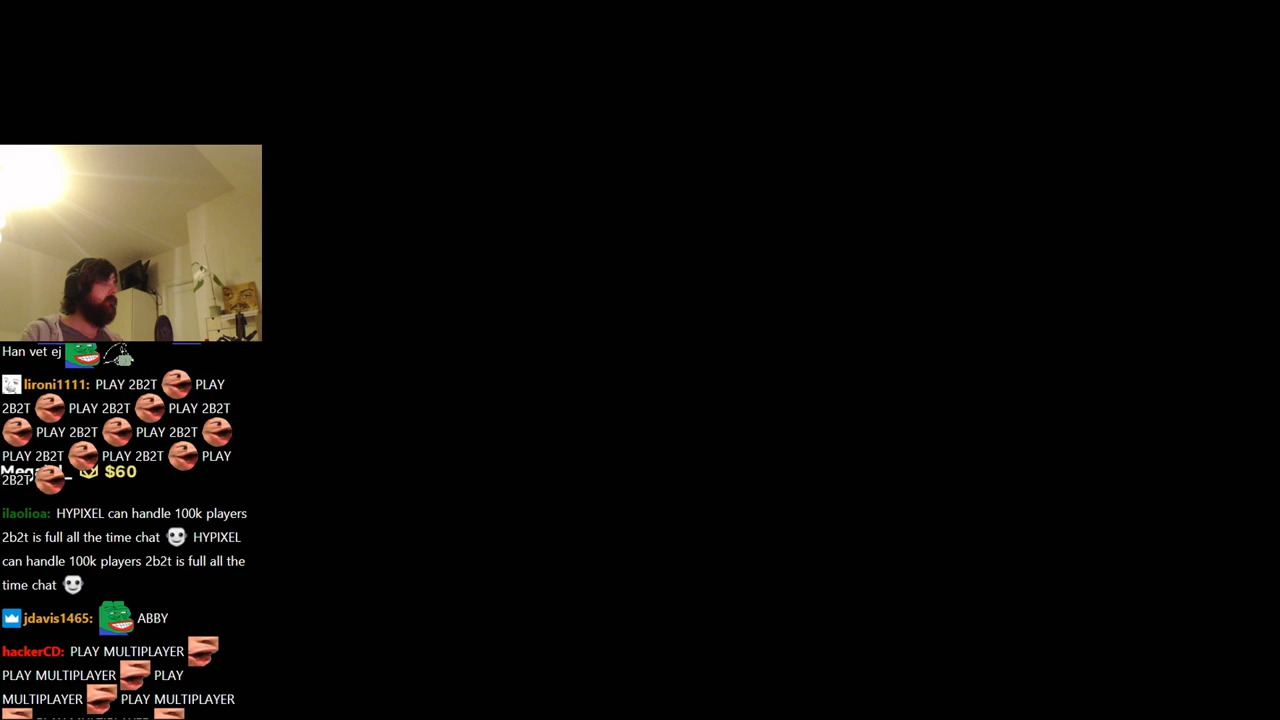 Han vet ej
lironi1111: PLAY 2B2T PLAY
2B2T PLAY 2B2T PLAY 2B2T
PLAY 2B2T PLAY 2B2T
PLAY 2B2T PLAY 2B2T PLAY
$60
2B2T
ilaolioa: HYPIXEL can handle 100k players
2b2t is full all the time chat HYPIXEL
can handle 100k players 2b2t is full all the
time chat
jdavis1465: ABBY
hackerCD: PLAY MULTIPLAYER
PLAY MULTIPLAYER PLAY
MULTIPLAYER PLAY MULTIPLAYER